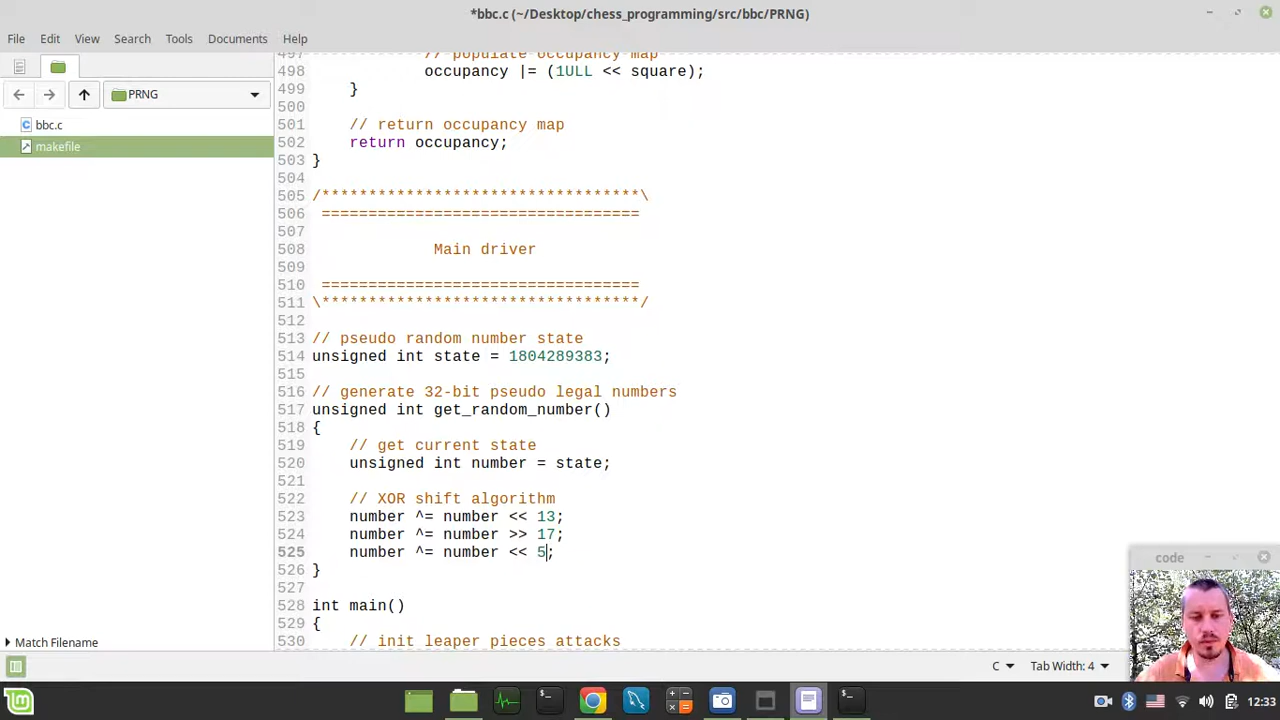 *bbc.c (~/Desktop/chess_programming/src/bbc/PRNG)
File Edit View Search Tools Documents Help
PRNG
bbc.c
makefile
497 // populate occupancy map
498 occupancy |= (1ULL << square);
499 }
500
501 // return occupancy map
502 return occupancy;
503 }
504
505 /**********************************\
506 ==================================
507
508 Main driver
509
510 ==================================
511 \**********************************/
512
513 // pseudo random number state
514 unsigned int state = 1804289383;
515
516 // generate 32-bit pseudo legal numbers
517 unsigned int get_random_number()
518 {
519 // get current state
520 unsigned int number = state;
521
522 // XOR shift algorithm
523 number ^= number << 13;
524 number ^= number >> 17;
525 number ^= number << 5;
526 }
527
528 int main()
529 {
530 // init leaper pieces attacks
Match Filename
code
C Tab Width: 4
12:33